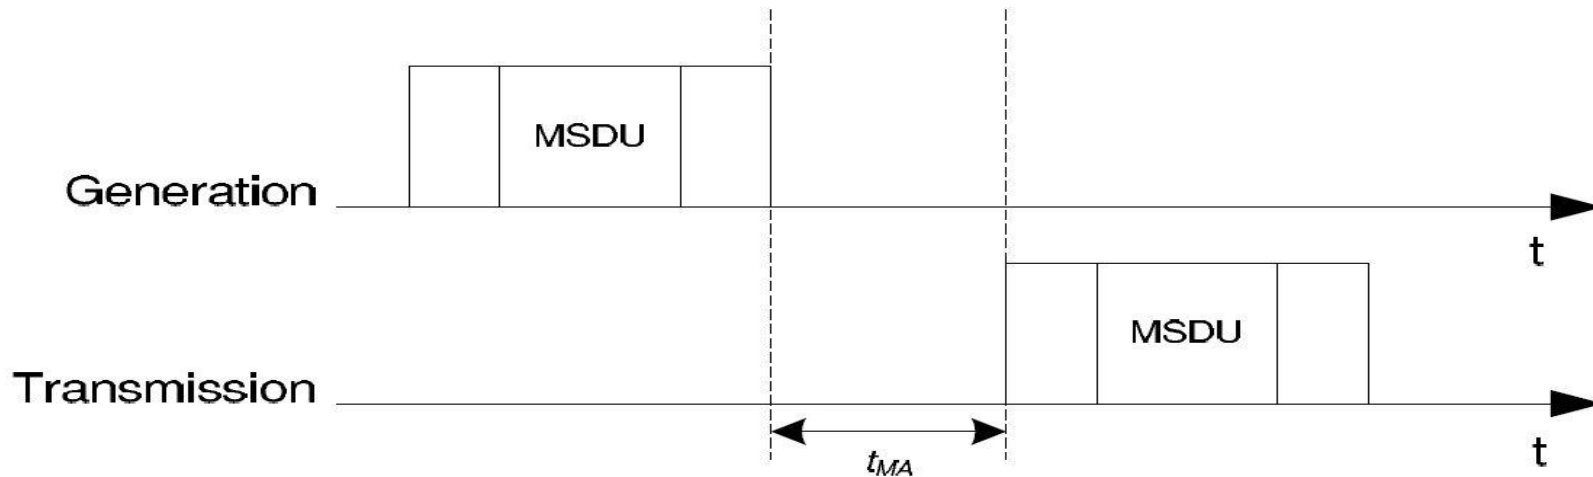 MSDU
Generation
t
MSDU
Transmission
t
tMA